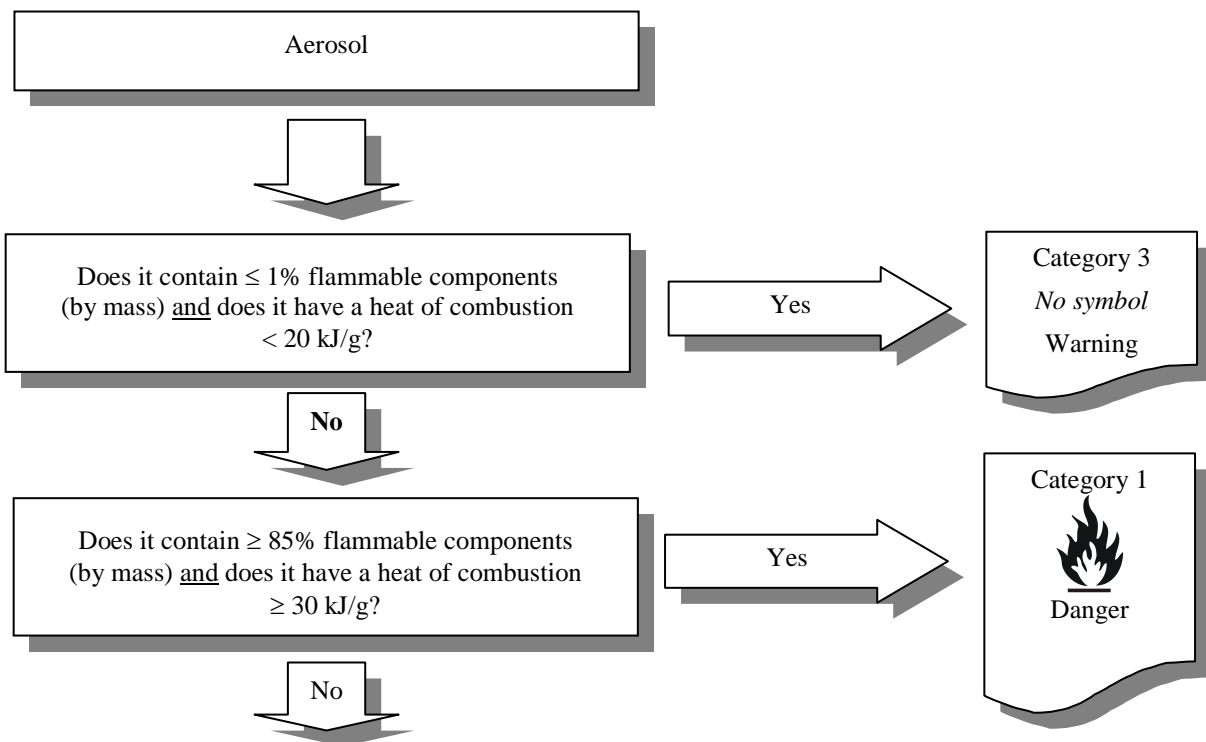 Aerosol
Does it contain ≤ 1% flammable components
(by mass) and does it have a heat of combustion
< 20 kJ/g?
Yes
Category 3
No symbol
Warning
No
Does it contain ≥ 85% flammable components
(by mass) and does it have a heat of combustion
≥ 30 kJ/g?
Yes
Category 1
Danger
No